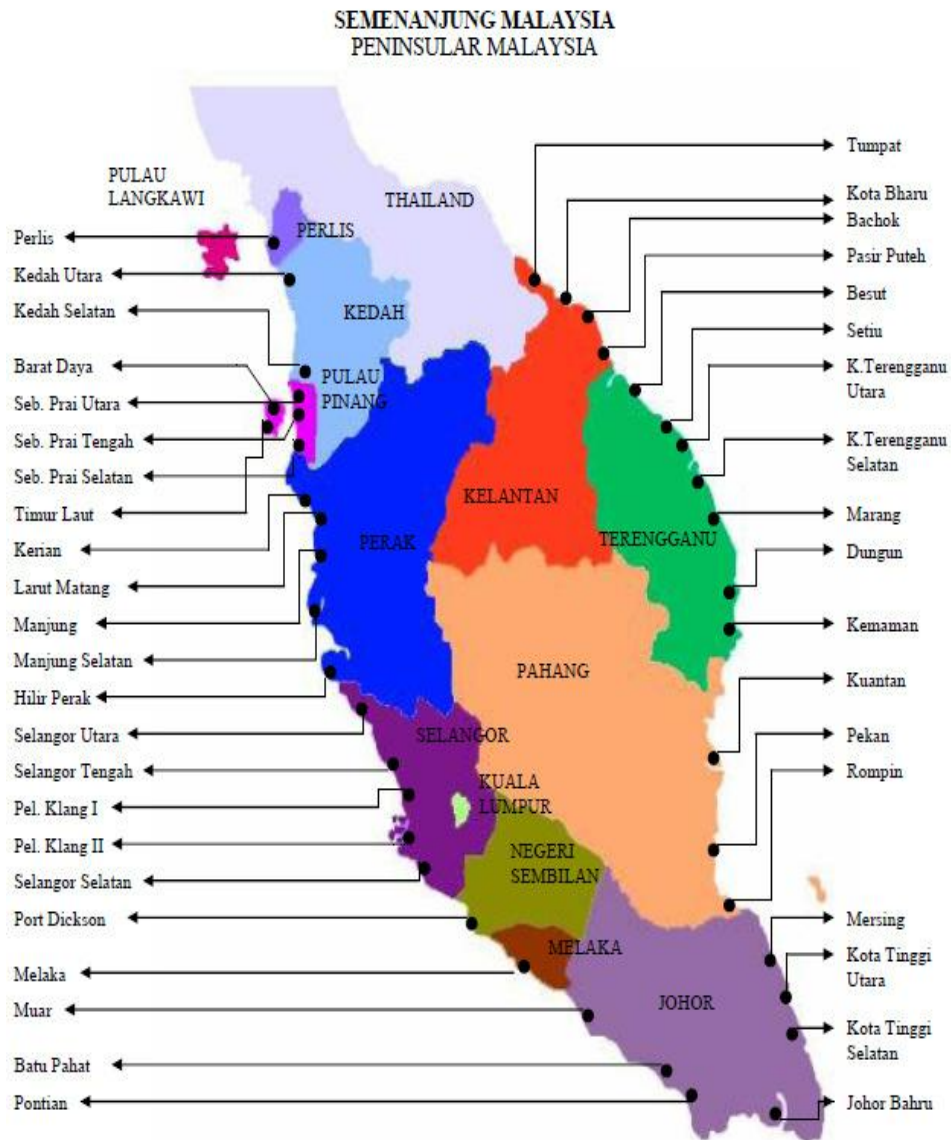 SEMENANJUNG MALAYSIA
PENINSULAR MALAYSIA
PULAU
LANGKAWI
THAILAND
PERLIS
KEDAH
PULAU
PINANG
KELANTAN
PERAK
TERENGGANU
PAHANG
SELANGOR
KUALA
LUMPUR
NEGERI
SEMBILAN
MELAKA
JOHOR
Perlis
Kedah Utara
Kedah Selatan
Barat Daya
Seb. Prai Utara
Seb. Prai Tengah
Seb. Prai Selatan
Timur Laut
Kerian
Larut Matang
Manjung
Manjung Selatan
Hilir Perak
Selangor Utara
Selangor Tengah
Pel. Klang I
Pel. Klang II
Selangor Selatan
Port Dickson
Melaka
Muar
Batu Pahat
Pontian
Tumpat
Kota Bharu
Bachok
Pasir Puteh
Besut
Setiu
K.Terengganu
Utara
K.Terengganu
Selatan
Marang
Dungun
Kemaman
Kuantan
Pekan
Rompin
Mersing
Kota Tinggi
Utara
Kota Tinggi
Selatan
Johor Bahru